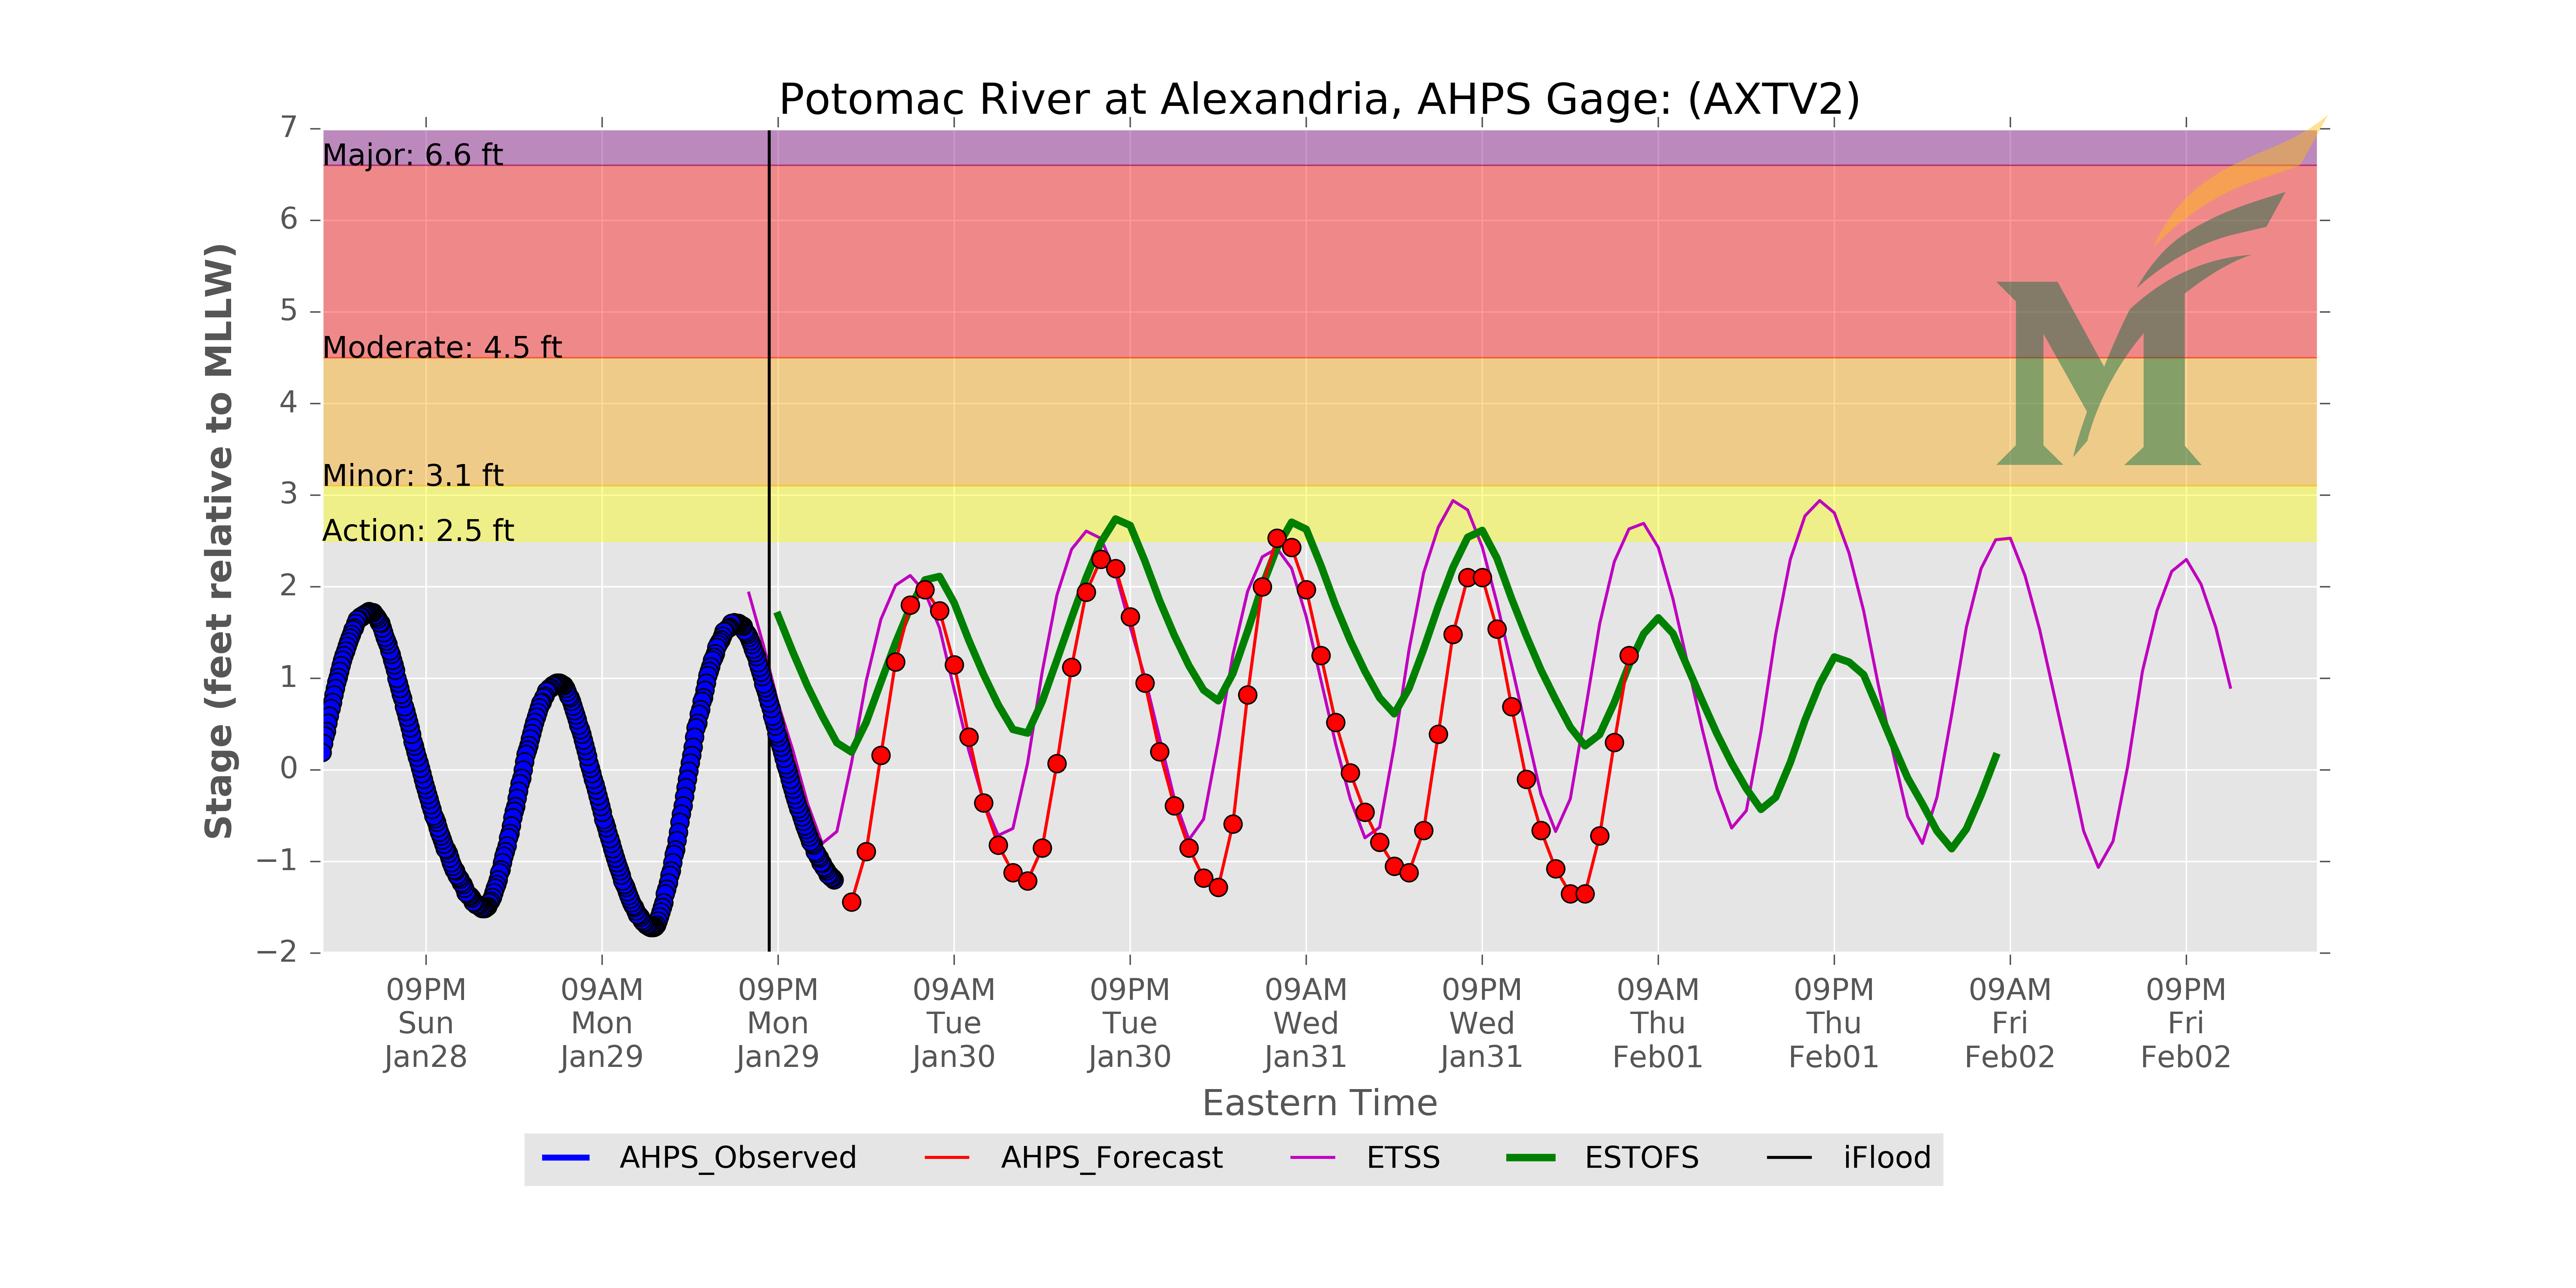 Potomac River at Alexandria, AHPS Gage: (AXTV2)
Stage (feet relative to MLLW)
7
6
5
4
3
2
1
0
−1
−2
Major: 6.6 ft
Moderate: 4.5 ft
Minor: 3.1 ft
Action: 2.5 ft
09PM 09AM 09PM 09AM 09PM 09AM 09PM 09AM 09PM 09AM 09PM
Sun Mon Mon Tue Tue Wed Wed Thu Thu Fri Fri
Jan28 Jan29 Jan29 Jan30 Jan30 Jan31 Jan31 Feb01 Feb01 Feb02 Feb02
Eastern Time
AHPS_Observed AHPS_Forecast ETSS ESTOFS iFlood